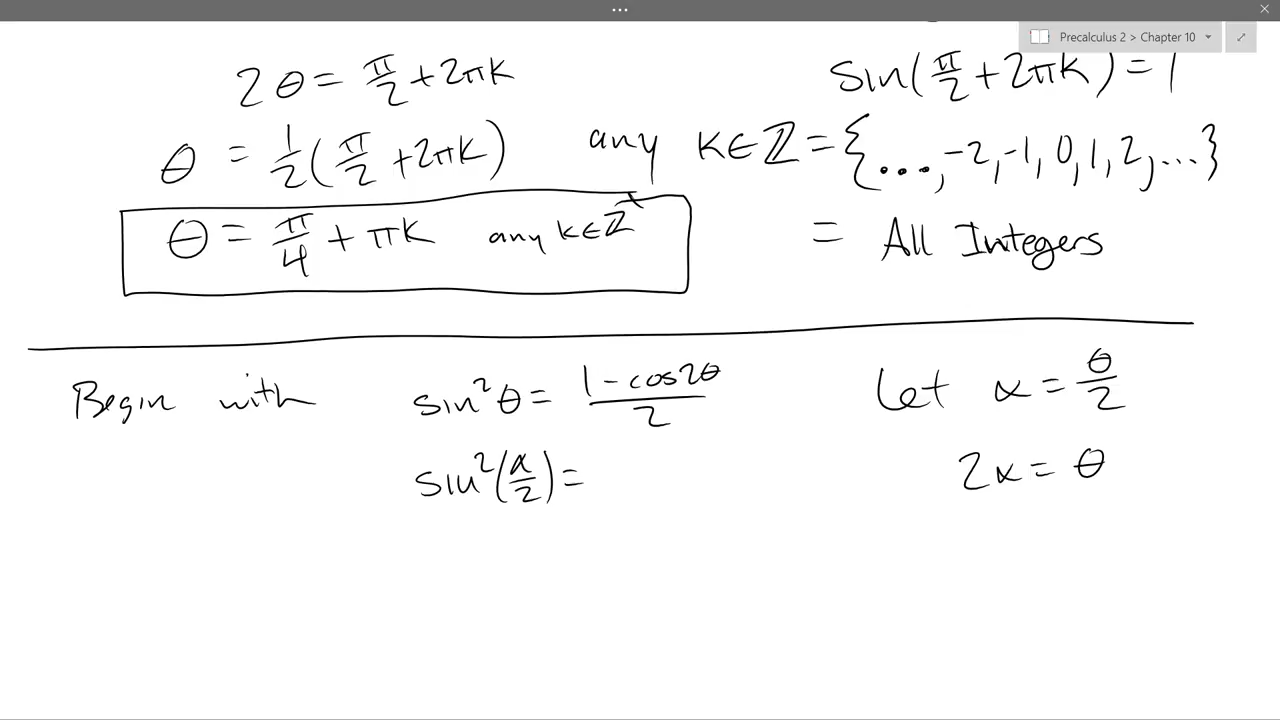 Precalculus 2 > Chapter 10
2θ = π/2 + 2πk
sin(π/2 + 2πk) = 1
θ = 1/2(π/2 + 2πk) any k∈ℤ = {..., -2, -1, 0, 1, 2, ...}
θ = π/4 + πk any k∈ℤ
= All Integers
Begin with sin²θ = (1 - cos2θ)/2 Let α = θ/2
sin²(α/2) = 2α = θ